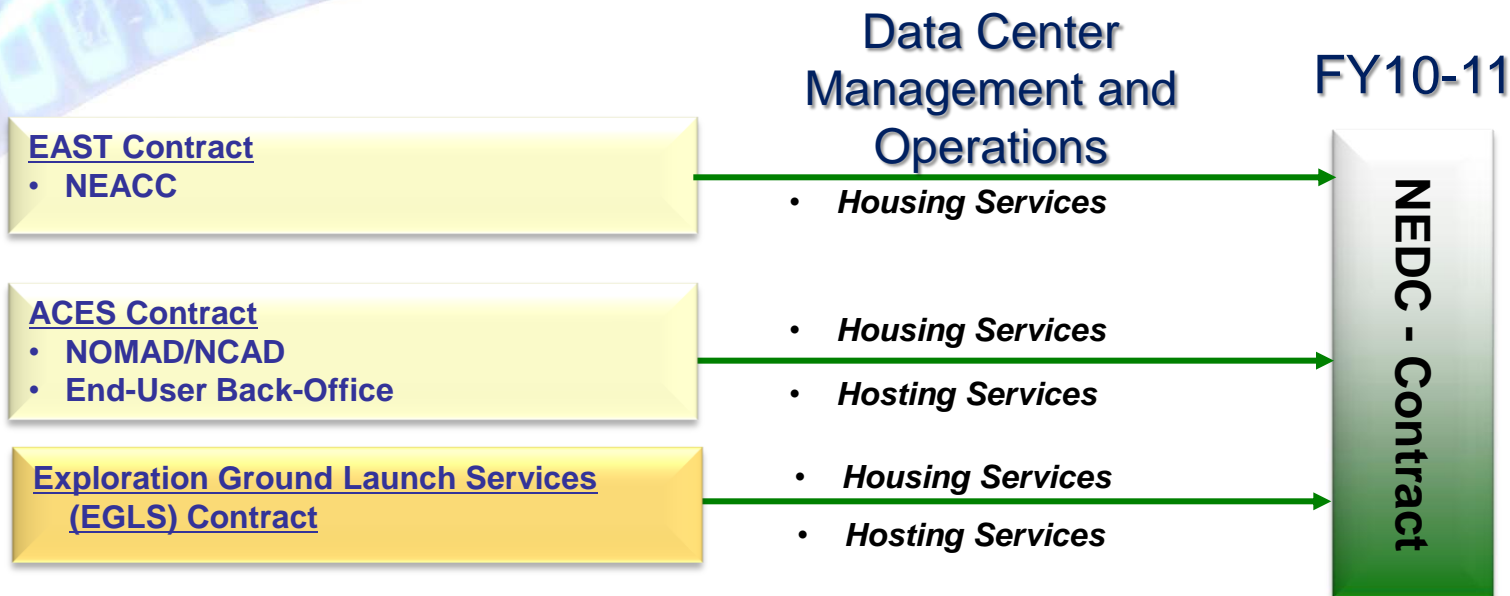 Data Center
Management and
Operations
FY10-11
EAST Contract
• NEACC
• Housing Services
ACES Contract
• NOMAD/NCAD
• End-User Back-Office
• Housing Services
• Hosting Services
Exploration Ground Launch Services
(EGLS) Contract
• Housing Services
• Hosting Services
NEDC - Contract